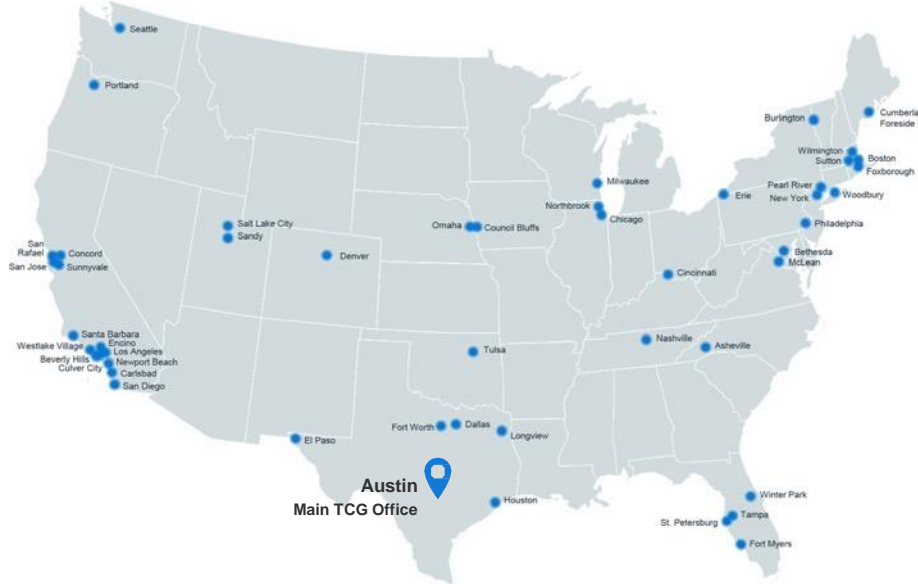 Seattle
Portland
Cumberla
Foreside
Burlington
Wilmington
Sutton
Boston
Foxborough
Milwaukee
Pearl River
New York
Woodbury
Erie
Northbrook
Chicago
Salt Lake City
Sandy
Omaha
Council Bluffs
Philadelphia
San
Rafael
Concord
San Jose
Sunnyvale
Denver
Bethesda
McLean
Cincinnati
Santa Barbara
Westlake Village
Encino
Los Angeles
Beverly Hills
Newport Beach
Culver City
Carlsbad
San Diego
Tulsa
Nashville
Asheville
El Paso
Fort Worth
Dallas
Longview
Austin
Main TCG Office
Houston
Winter Park
Tampa
St. Petersburg
Fort Myers